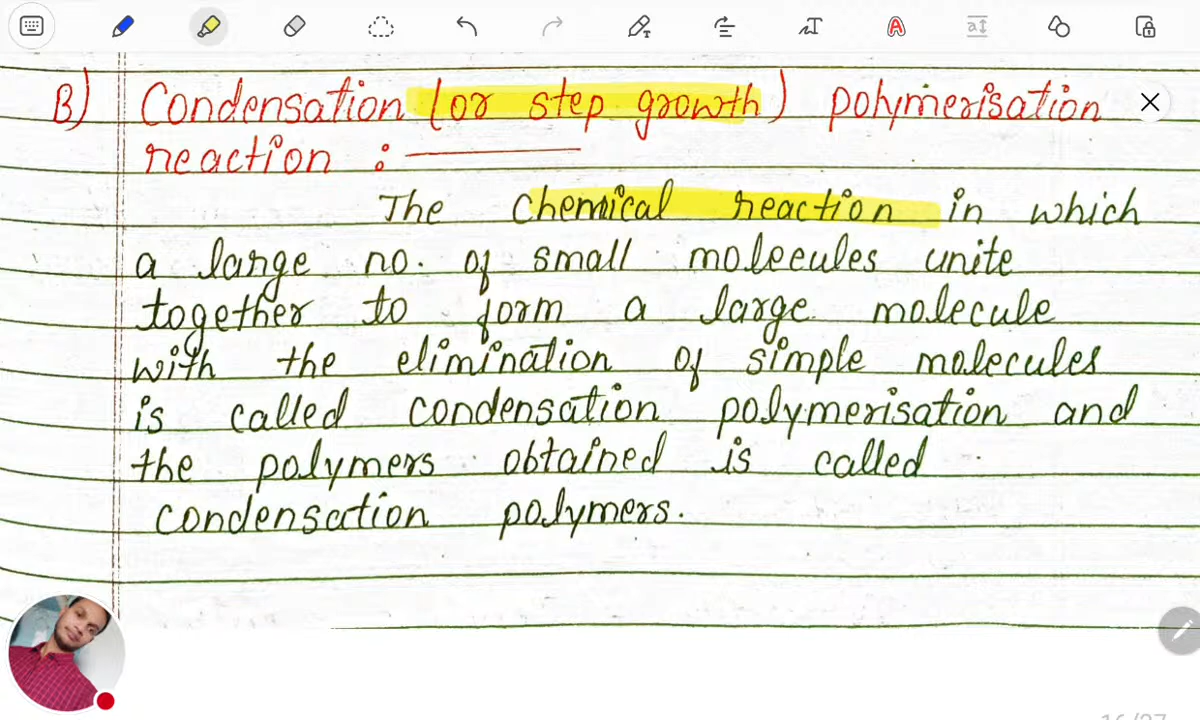 B) Condensation (or step growth) polymerisation
reaction :
The Chemical reaction in which
a large no. of small molecules unite
together to form a large molecule
with the elimination of simple molecules
is called condensation polymerisation and
the polymers obtained is called
condensation polymers.